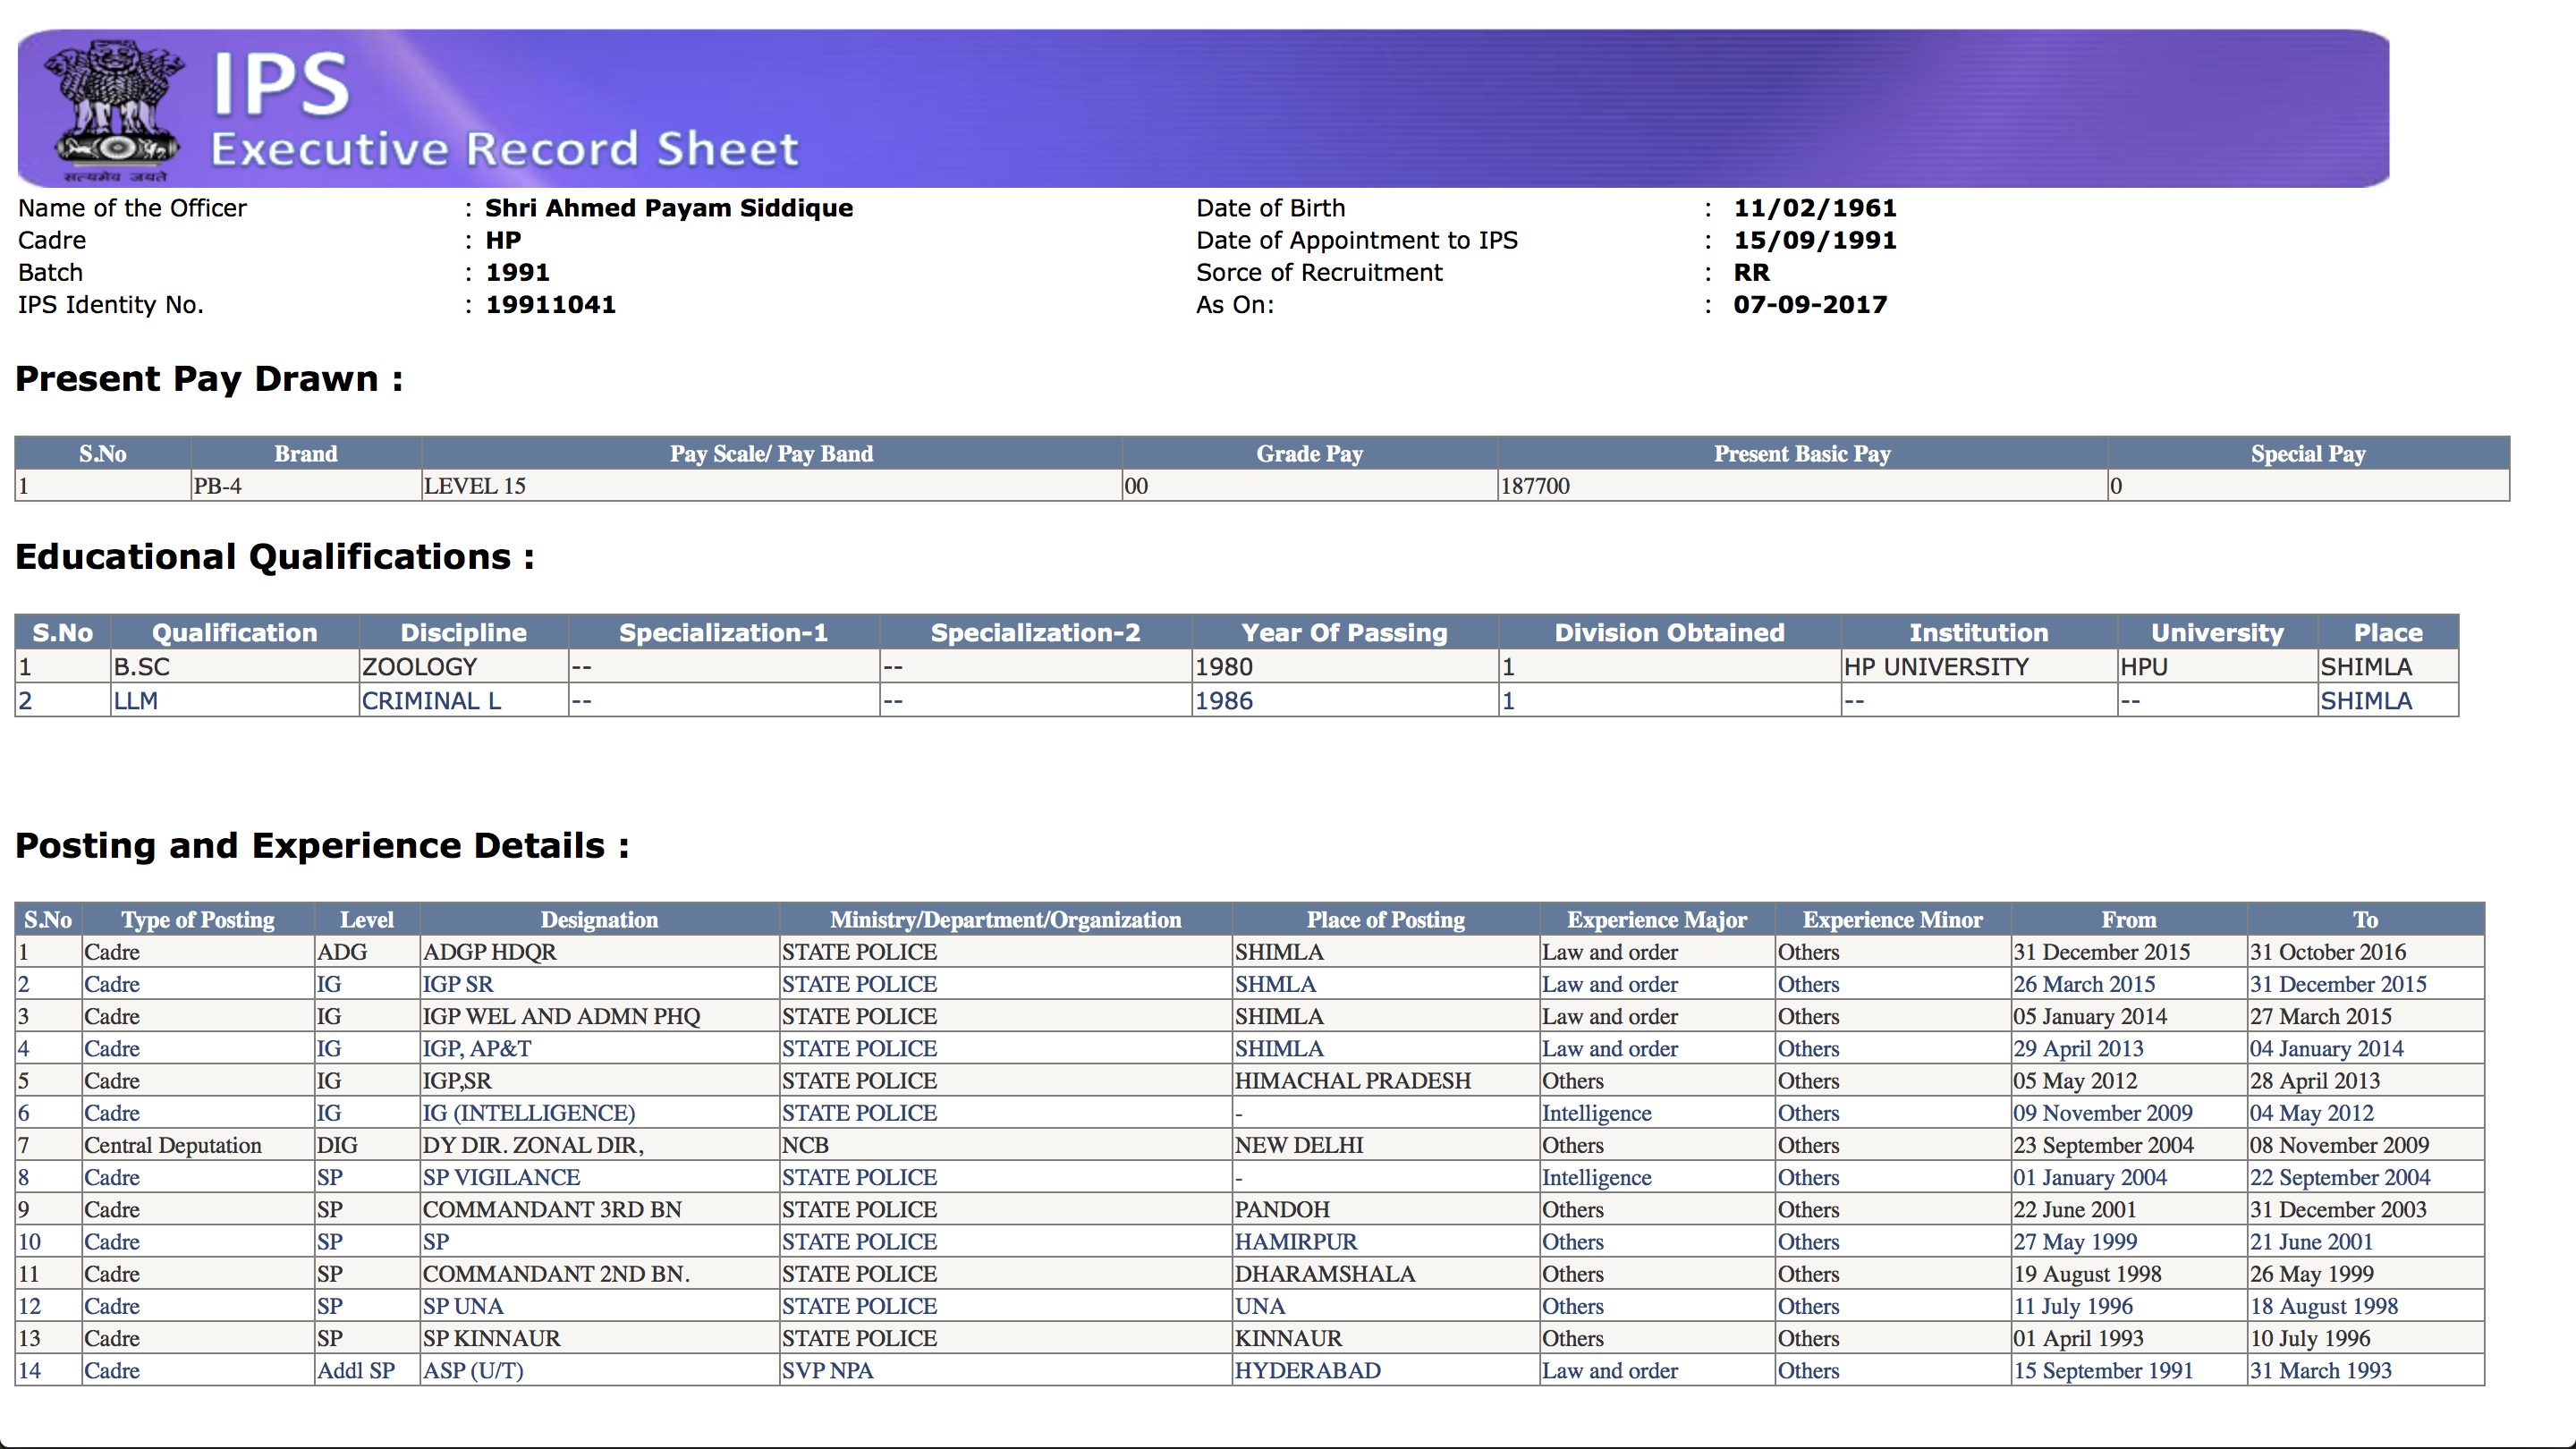 सत्यमेव जयते
IPS
Executive Record Sheet
Name of the Officer : Shri Ahmed Payam Siddique Date of Birth : 11/02/1961
Cadre : HP Date of Appointment to IPS : 15/09/1991
Batch : 1991 Sorce of Recruitment : RR
IPS Identity No. : 19911041 As On: : 07-09-2017
Present Pay Drawn :
S.No Brand Pay Scale/ Pay Band Grade Pay Present Basic Pay Special Pay
1 PB-4 LEVEL 15 00 187700 0
Educational Qualifications :
S.No Qualification Discipline Specialization-1 Specialization-2 Year Of Passing Division Obtained Institution University Place
1 B.SC ZOOLOGY -- -- 1980 1 HP UNIVERSITY HPU SHIMLA
2 LLM CRIMINAL L -- -- 1986 1 -- -- SHIMLA
Posting and Experience Details :
S.No Type of Posting Level Designation Ministry/Department/Organization Place of Posting Experience Major Experience Minor From To
1 Cadre ADG ADGP HDQR STATE POLICE SHIMLA Law and order Others 31 December 2015 31 October 2016
2 Cadre IG IGP SR STATE POLICE SHMLA Law and order Others 26 March 2015 31 December 2015
3 Cadre IG IGP WEL AND ADMN PHQ STATE POLICE SHIMLA Law and order Others 05 January 2014 27 March 2015
4 Cadre IG IGP, AP&T STATE POLICE SHIMLA Law and order Others 29 April 2013 04 January 2014
5 Cadre IG IGP,SR STATE POLICE HIMACHAL PRADESH Others Others 05 May 2012 28 April 2013
6 Cadre IG IG (INTELLIGENCE) STATE POLICE - Intelligence Others 09 November 2009 04 May 2012
7 Central Deputation DIG DY DIR. ZONAL DIR, NCB NEW DELHI Others Others 23 September 2004 08 November 2009
8 Cadre SP SP VIGILANCE STATE POLICE - Intelligence Others 01 January 2004 22 September 2004
9 Cadre SP COMMANDANT 3RD BN STATE POLICE PANDOH Others Others 22 June 2001 31 December 2003
10 Cadre SP SP STATE POLICE HAMIRPUR Others Others 27 May 1999 21 June 2001
11 Cadre SP COMMANDANT 2ND BN. STATE POLICE DHARAMSHALA Others Others 19 August 1998 26 May 1999
12 Cadre SP SP UNA STATE POLICE UNA Others Others 11 July 1996 18 August 1998
13 Cadre SP SP KINNAUR STATE POLICE KINNAUR Others Others 01 April 1993 10 July 1996
14 Cadre Addl SP ASP (U/T) SVP NPA HYDERABAD Law and order Others 15 September 1991 31 March 1993